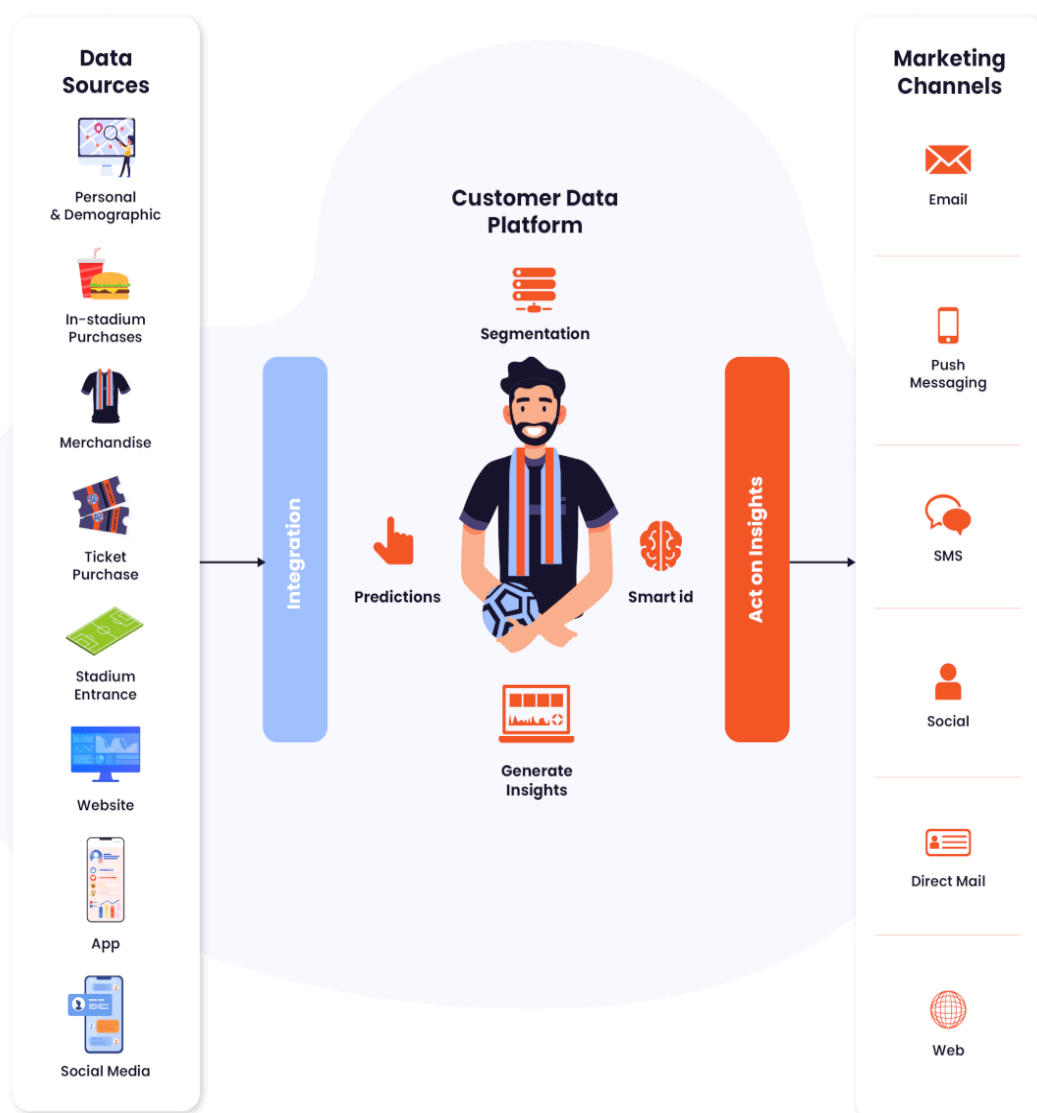 Data
Sources
Personal
& Demographic
In-stadium
Purchases
Merchandise
Ticket
Purchase
Stadium
Entrance
Website
App
Social Media
Integration
Customer Data
Platform
Segmentation
Predictions
Smart id
Generate
Insights
Act on Insights
Marketing
Channels
Email
Push
Messaging
SMS
Social
Direct Mail
Web